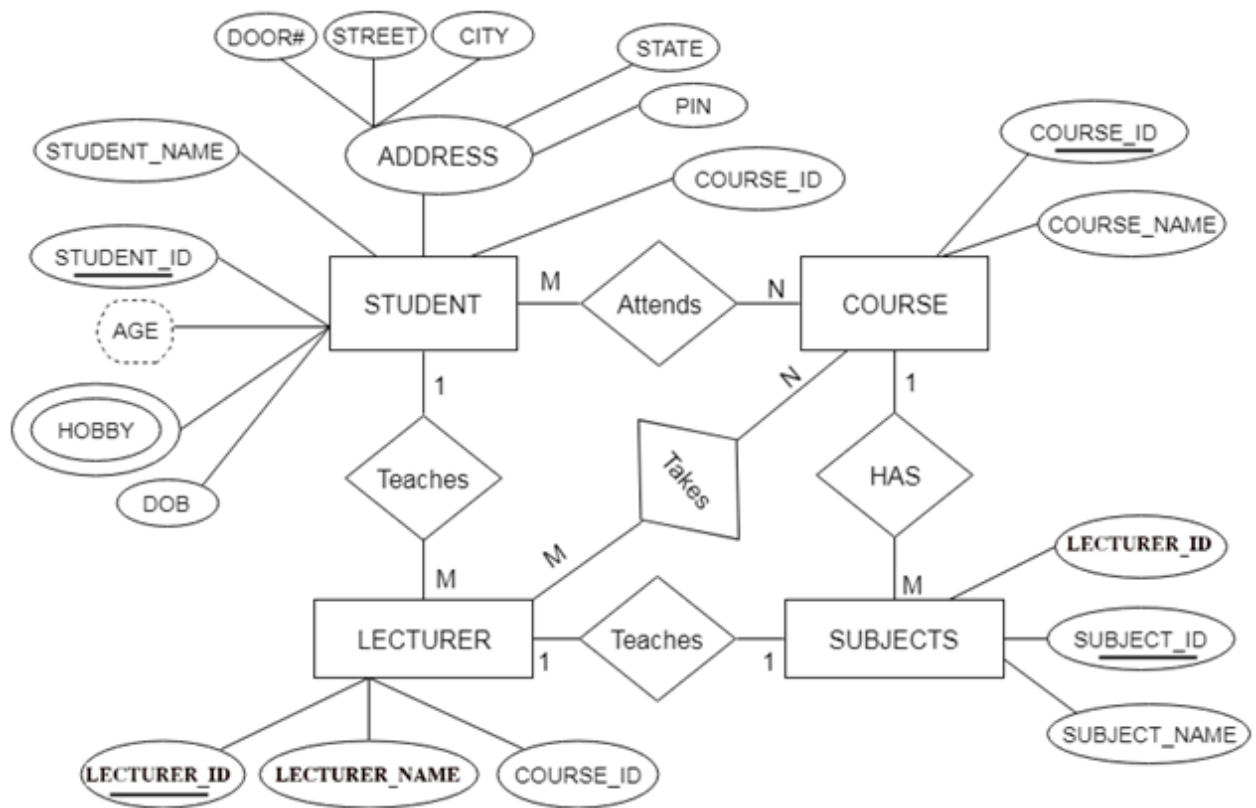 DOOR#
STREET
CITY
STATE
PIN
ADDRESS
STUDENT_NAME
COURSE_ID
COURSE_ID
COURSE_NAME
STUDENT_ID
AGE
HOBBY
DOB
STUDENT
M
Attends
N
COURSE
1
N
1
Teaches
Takes
HAS
M
M
M
LECTURER_ID
LECTURER
1
Teaches
1
SUBJECTS
SUBJECT_ID
SUBJECT_NAME
LECTURER_ID
LECTURER_NAME
COURSE_ID